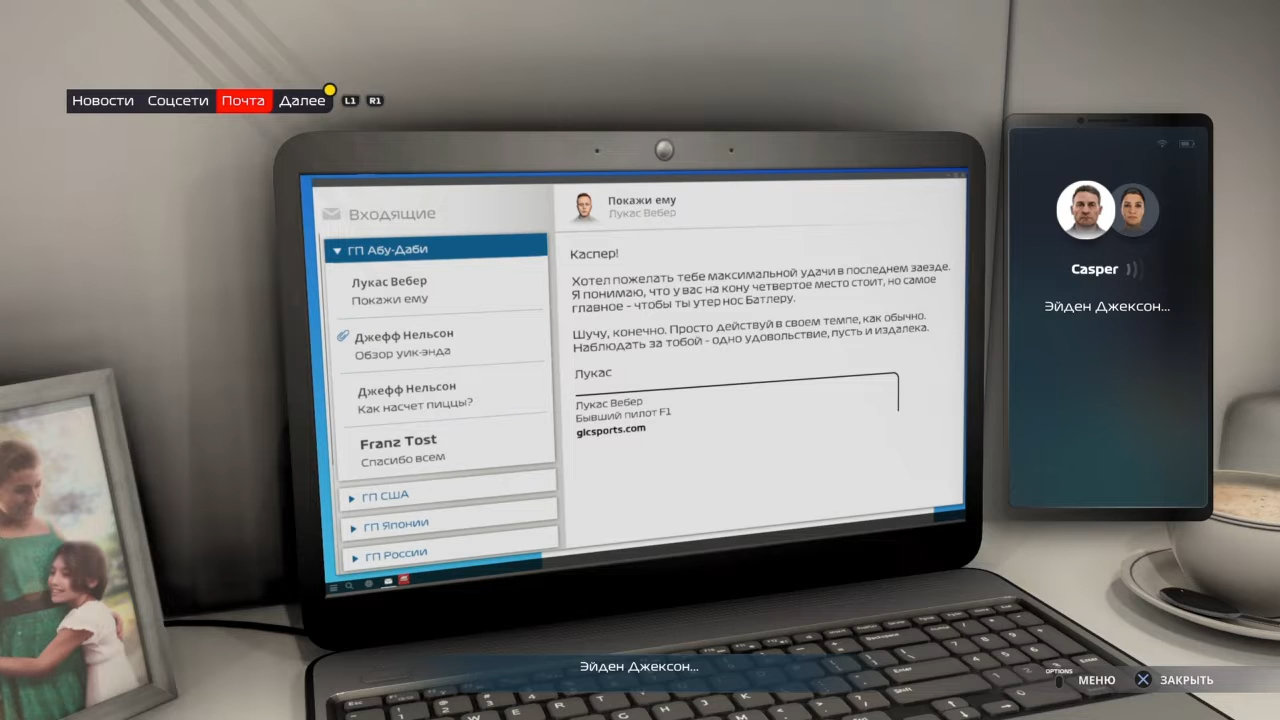 Новости Соцсети Почта Далее L1 R1
Входящие
ГП Абу-Даби
Лукас Вебер
Покажи ему
Джефф Нельсон
Обзор уик-энда
Джефф Нельсон
Как насчет пиццы?
Franz Tost
Спасибо всем
ГП США
ГП Японии
ГП России
Покажи ему
Лукас Вебер
Каспер!
Хотел пожелать тебе максимальной удачи в последнем заезде.
Я понимаю, что у вас на кону четвертое место стоит, но самое
главное - чтобы ты утер нос Батлеру.
Шучу, конечно. Просто действуй в своем темпе, как обычно.
Наблюдать за тобой - одно удовольствие, пусть и издалека.
Лукас
Лукас Вебер
Бывший пилот F1
glcsports.com
Casper
Эйден Джексон...
Эйден Джексон...
OPTIONS
МЕНЮ
ЗАКРЫТЬ